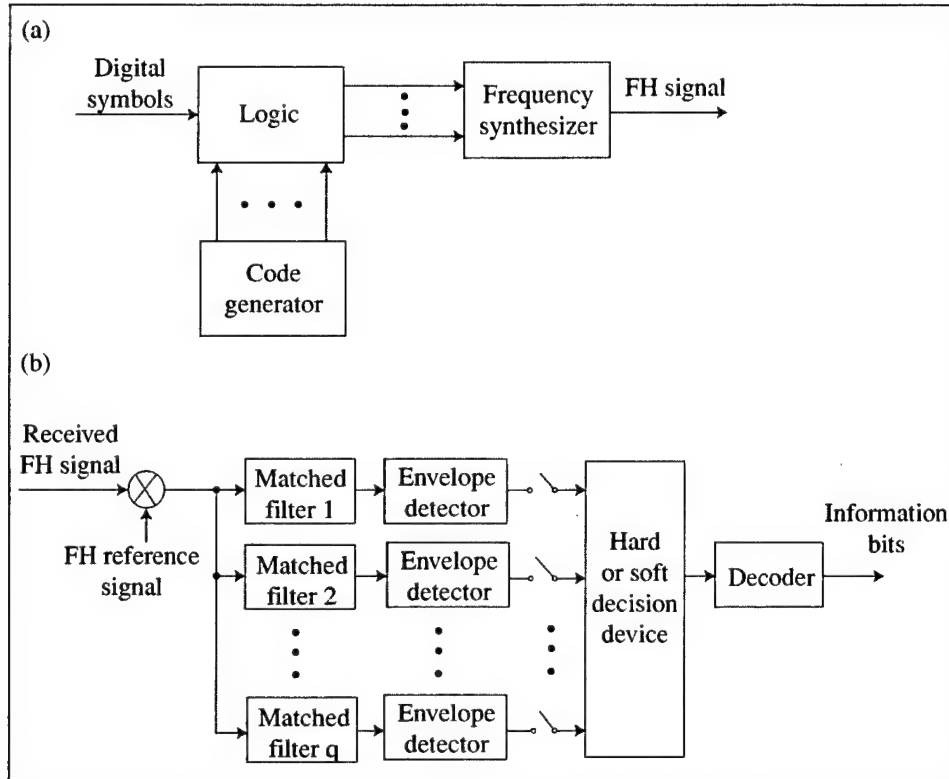 (a)
Digital
symbols
Logic
Frequency
synthesizer
FH signal
Code
generator
(b)
Received
FH signal
FH reference
signal
Matched
filter 1
Envelope
detector
Matched
filter 2
Envelope
detector
Matched
filter q
Envelope
detector
Hard
or soft
decision
device
Decoder
Information
bits